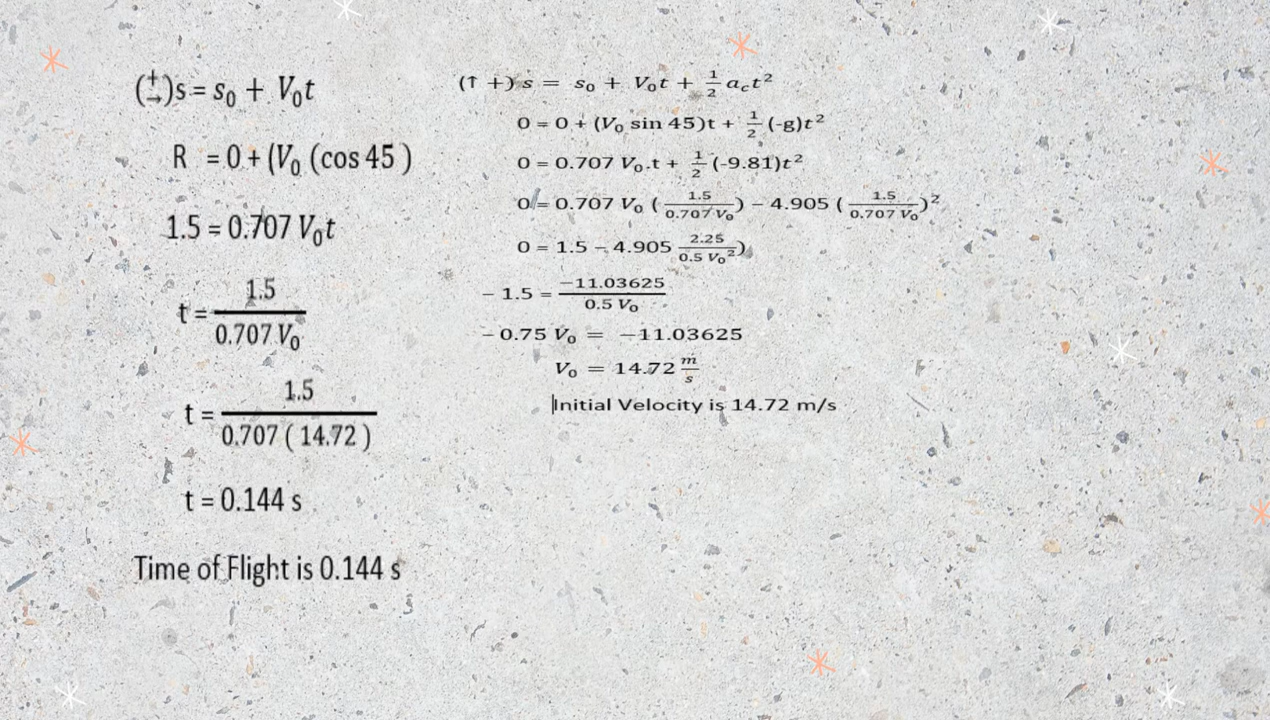 (+→)s = s₀ + V₀t
R = 0 + (V₀ (cos 45 )
1.5 = 0.707 V₀t
t = 1.5 / 0.707 V₀
t = 1.5 / 0.707 ( 14.72 )
t = 0.144 s
Time of Flight is 0.144 s
(↑ +) s = s₀ + V₀t + 1/2 a꜀t²
0 = 0 + (V₀ sin 45)t + 1/2 (-g)t²
0 = 0.707 V₀.t + 1/2 (-9.81)t²
0 = 0.707 V₀ ( 1.5 / 0.707 V₀ ) − 4.905 ( 1.5 / 0.707 V₀ )²
0 = 1.5 − 4.905 2.25 / 0.5 V₀² )
− 1.5 = −11.03625 / 0.5 V₀
− 0.75 V₀ = −11.03625
V₀ = 14.72 m/s
Initial Velocity is 14.72 m/s